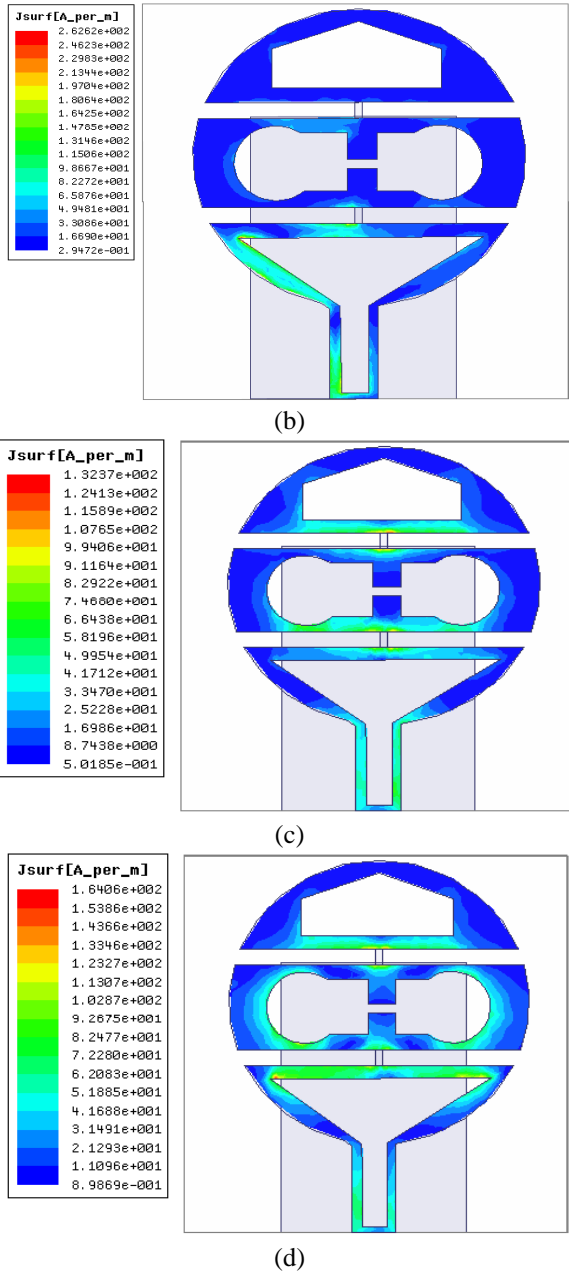 Jsurf[A_per_m]
2.6262e+002
2.4623e+002
2.2983e+002
2.1344e+002
1.9704e+002
1.8064e+002
1.6425e+002
1.4785e+002
1.3146e+002
1.1506e+002
9.8667e+001
8.2272e+001
6.5876e+001
4.9481e+001
3.3086e+001
1.6690e+001
2.9472e-001
(b)
Jsurf[A_per_m]
1.3237e+002
1.2413e+002
1.1589e+002
1.0765e+002
9.9406e+001
9.1164e+001
8.2922e+001
7.4680e+001
6.6438e+001
5.8196e+001
4.9954e+001
4.1712e+001
3.3470e+001
2.5228e+001
1.6986e+001
8.7438e+000
5.0185e-001
(c)
Jsurf[A_per_m]
1.6406e+002
1.5386e+002
1.4366e+002
1.3346e+002
1.2327e+002
1.1307e+002
1.0287e+002
9.2675e+001
8.2477e+001
7.2280e+001
6.2083e+001
5.1885e+001
4.1688e+001
3.1491e+001
2.1293e+001
1.1096e+001
8.9869e-001
(d)